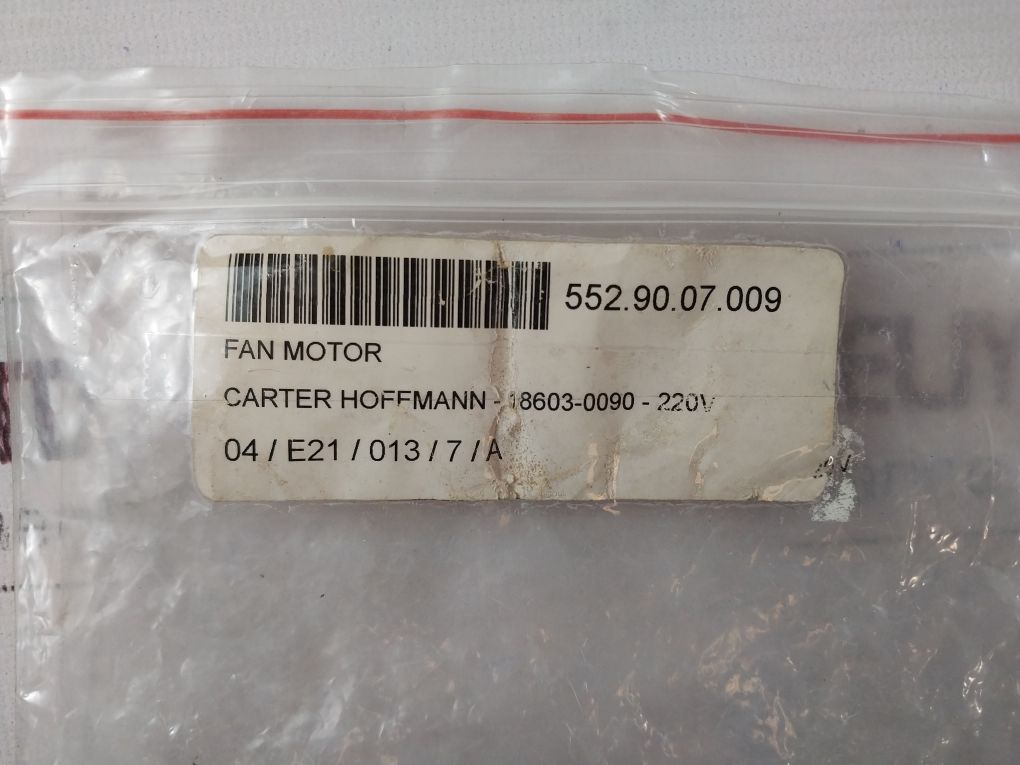 552.90.07.009
FAN MOTOR
CARTER HOFFMANN - 18603-0090 - 220V
04 / E21 / 013 / 7 / A